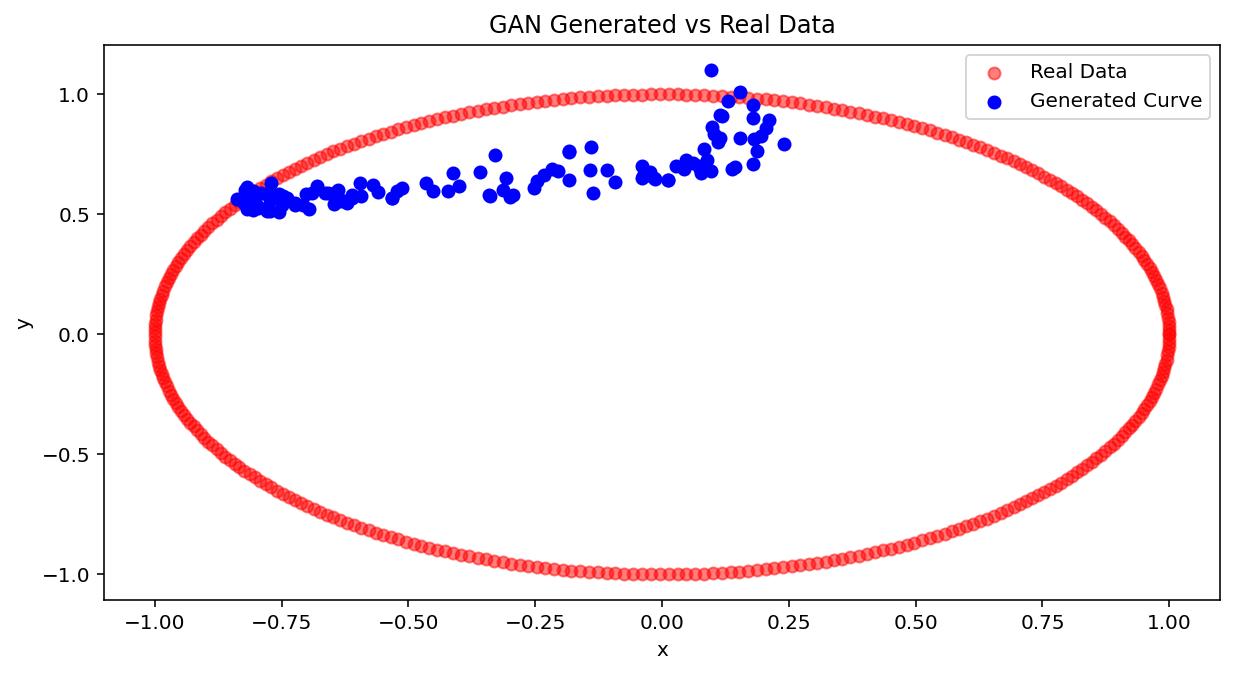 GAN Generated vs Real Data
Real Data
Generated Curve
1.0
0.5
0.0
−0.5
−1.0
y
−1.00 −0.75 −0.50 −0.25 0.00 0.25 0.50 0.75 1.00
x